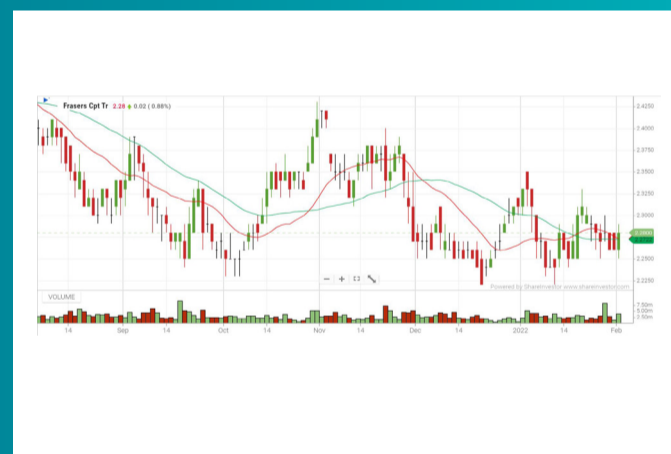 Frasers Cpt Tr 2.28 0.02 ( 0.88%)
2.4250
2.4000
2.3750
2.3500
2.3250
2.3000
2.2500
2.2250
Powered by ShareInvestor www.shareinvestor.com
VOLUME
7.50m
5.00m
2.50m
14 Sep 14 Oct 14 Nov 14 Dec 14 2022 14 Feb